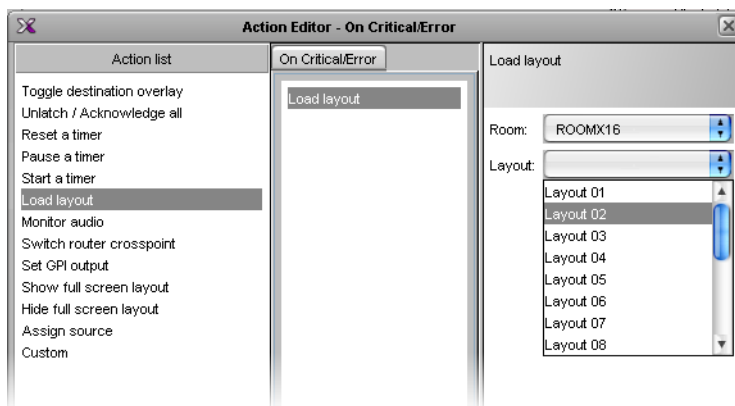 Action Editor - On Critical/Error
Action list
Toggle destination overlay
Unlatch / Acknowledge all
Reset a timer
Pause a timer
Start a timer
Load layout
Monitor audio
Switch router crosspoint
Set GPI output
Show full screen layout
Hide full screen layout
Assign source
Custom
On Critical/Error
Load layout
Load layout
Room: ROOMX16
Layout:
Layout 01
Layout 02
Layout 03
Layout 04
Layout 05
Layout 06
Layout 07
Layout 08